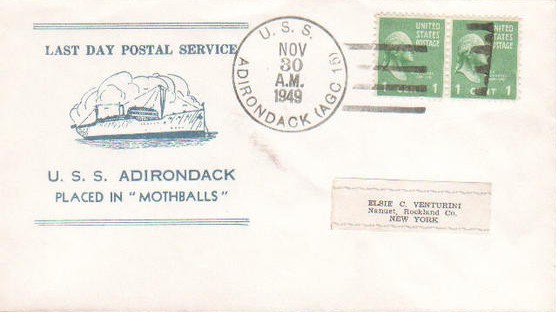 LAST DAY POSTAL SERVICE
U. S. S. ADIRONDACK
PLACED IN "MOTHBALLS"
U. S. S.
ADIRONDACK (AGC 15)
NOV
30
A.M.
1949
UNITED
STATES
POSTAGE
1
1
UNITED
STATES
POSTAGE
1 CENT 1
ELSIE C. VENTURINI
Nanuet, Rockland Co.
NEW YORK